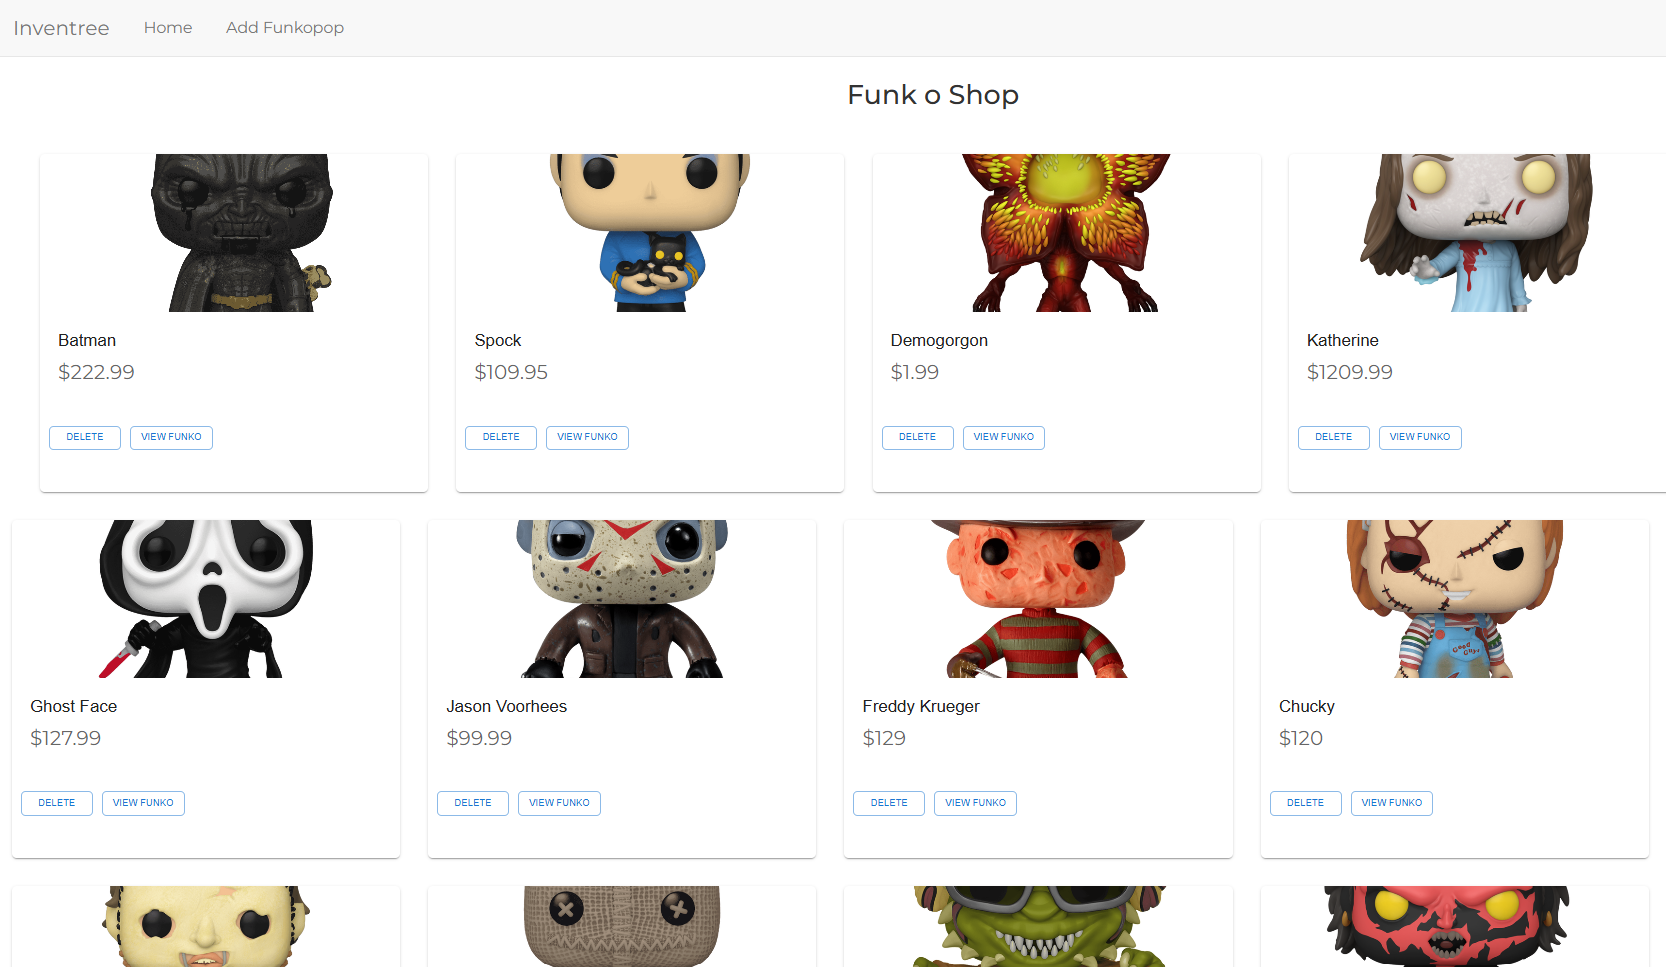 Inventree Home Add Funkopop
Funk o Shop
Batman
$222.99
DELETE VIEW FUNKO
Spock
$109.95
DELETE VIEW FUNKO
Demogorgon
$1.99
DELETE VIEW FUNKO
Katherine
$1209.99
DELETE VIEW FUNKO
Ghost Face
$127.99
DELETE VIEW FUNKO
Jason Voorhees
$99.99
DELETE VIEW FUNKO
Freddy Krueger
$129
DELETE VIEW FUNKO
Good
Guys
Chucky
$120
DELETE VIEW FUNKO